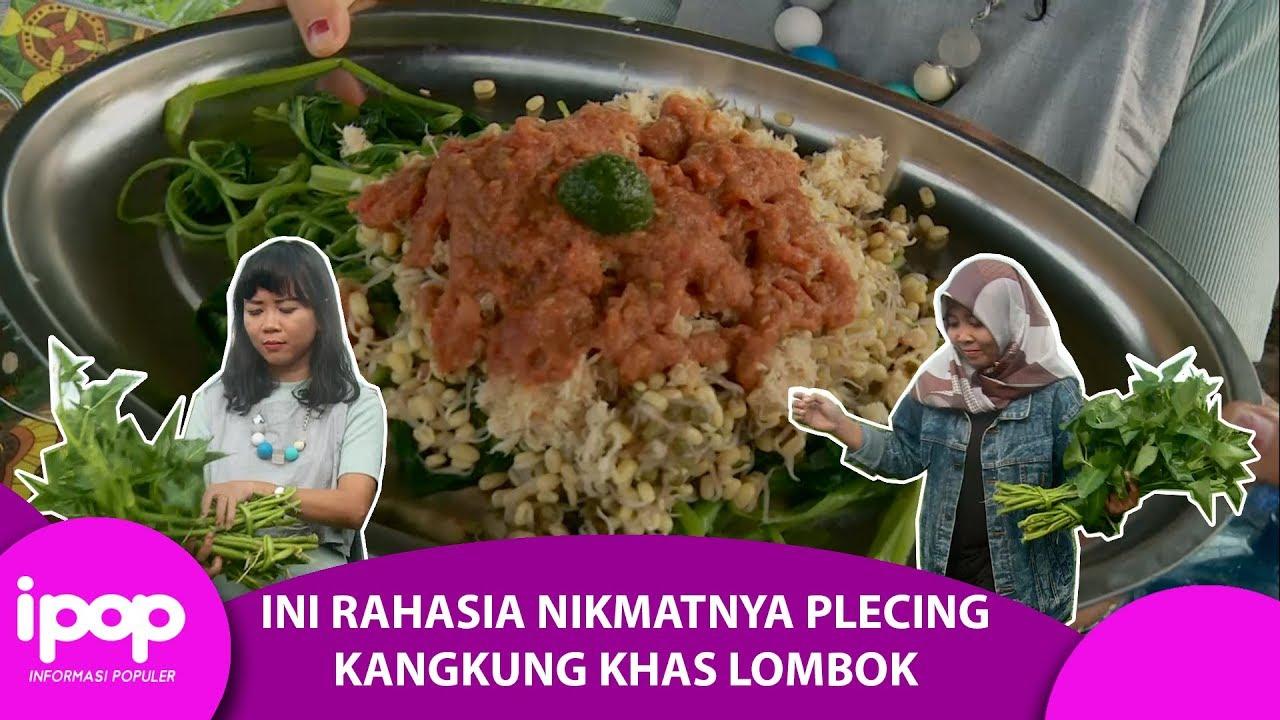 ipop
INFORMASI POPULER
INI RAHASIA NIKMATNYA PLECING
KANGKUNG KHAS LOMBOK